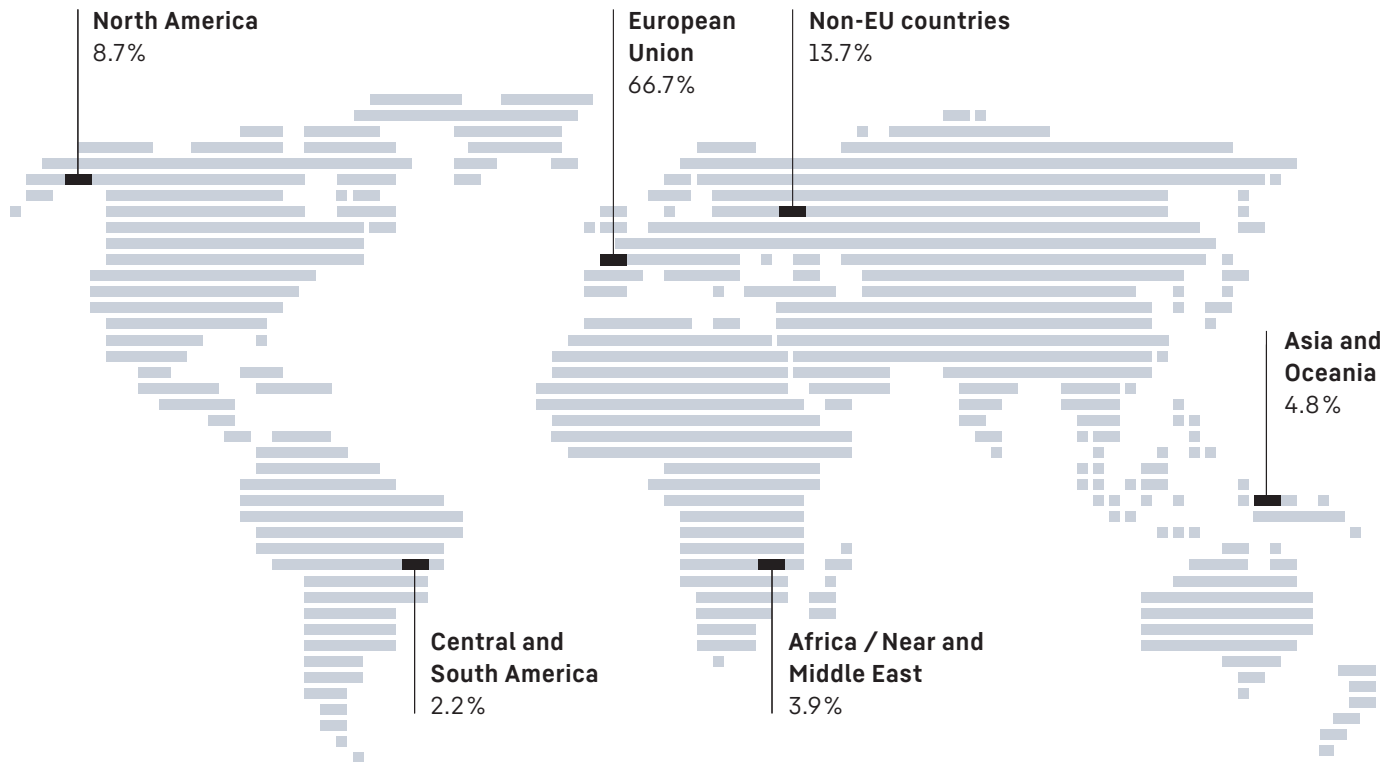 North America
8.7%
European
Union
66.7%
Non-EU countries
13.7%
Asia and
Oceania
4.8%
Central and
South America
2.2%
Africa / Near and
Middle East
3.9%